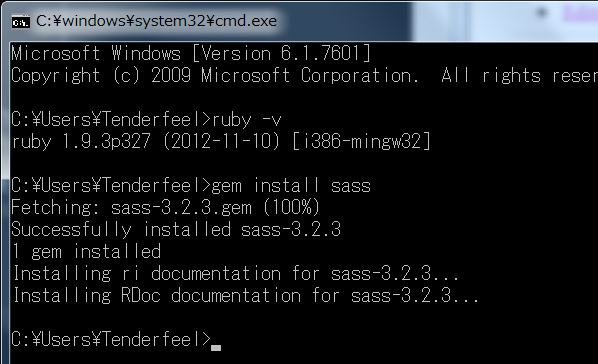 C:¥windows¥system32¥cmd.exe
Microsoft Windows [Version 6.1.7601]
Copyright (c) 2009 Microsoft Corporation.  All rights reser
C:¥Users¥Tenderfeel>ruby -v
ruby 1.9.3p327 (2012-11-10) [i386-mingw32]
C:¥Users¥Tenderfeel>gem install sass
Fetching: sass-3.2.3.gem (100%)
Successfully installed sass-3.2.3
1 gem installed
Installing ri documentation for sass-3.2.3...
Installing RDoc documentation for sass-3.2.3...
C:¥Users¥Tenderfeel>